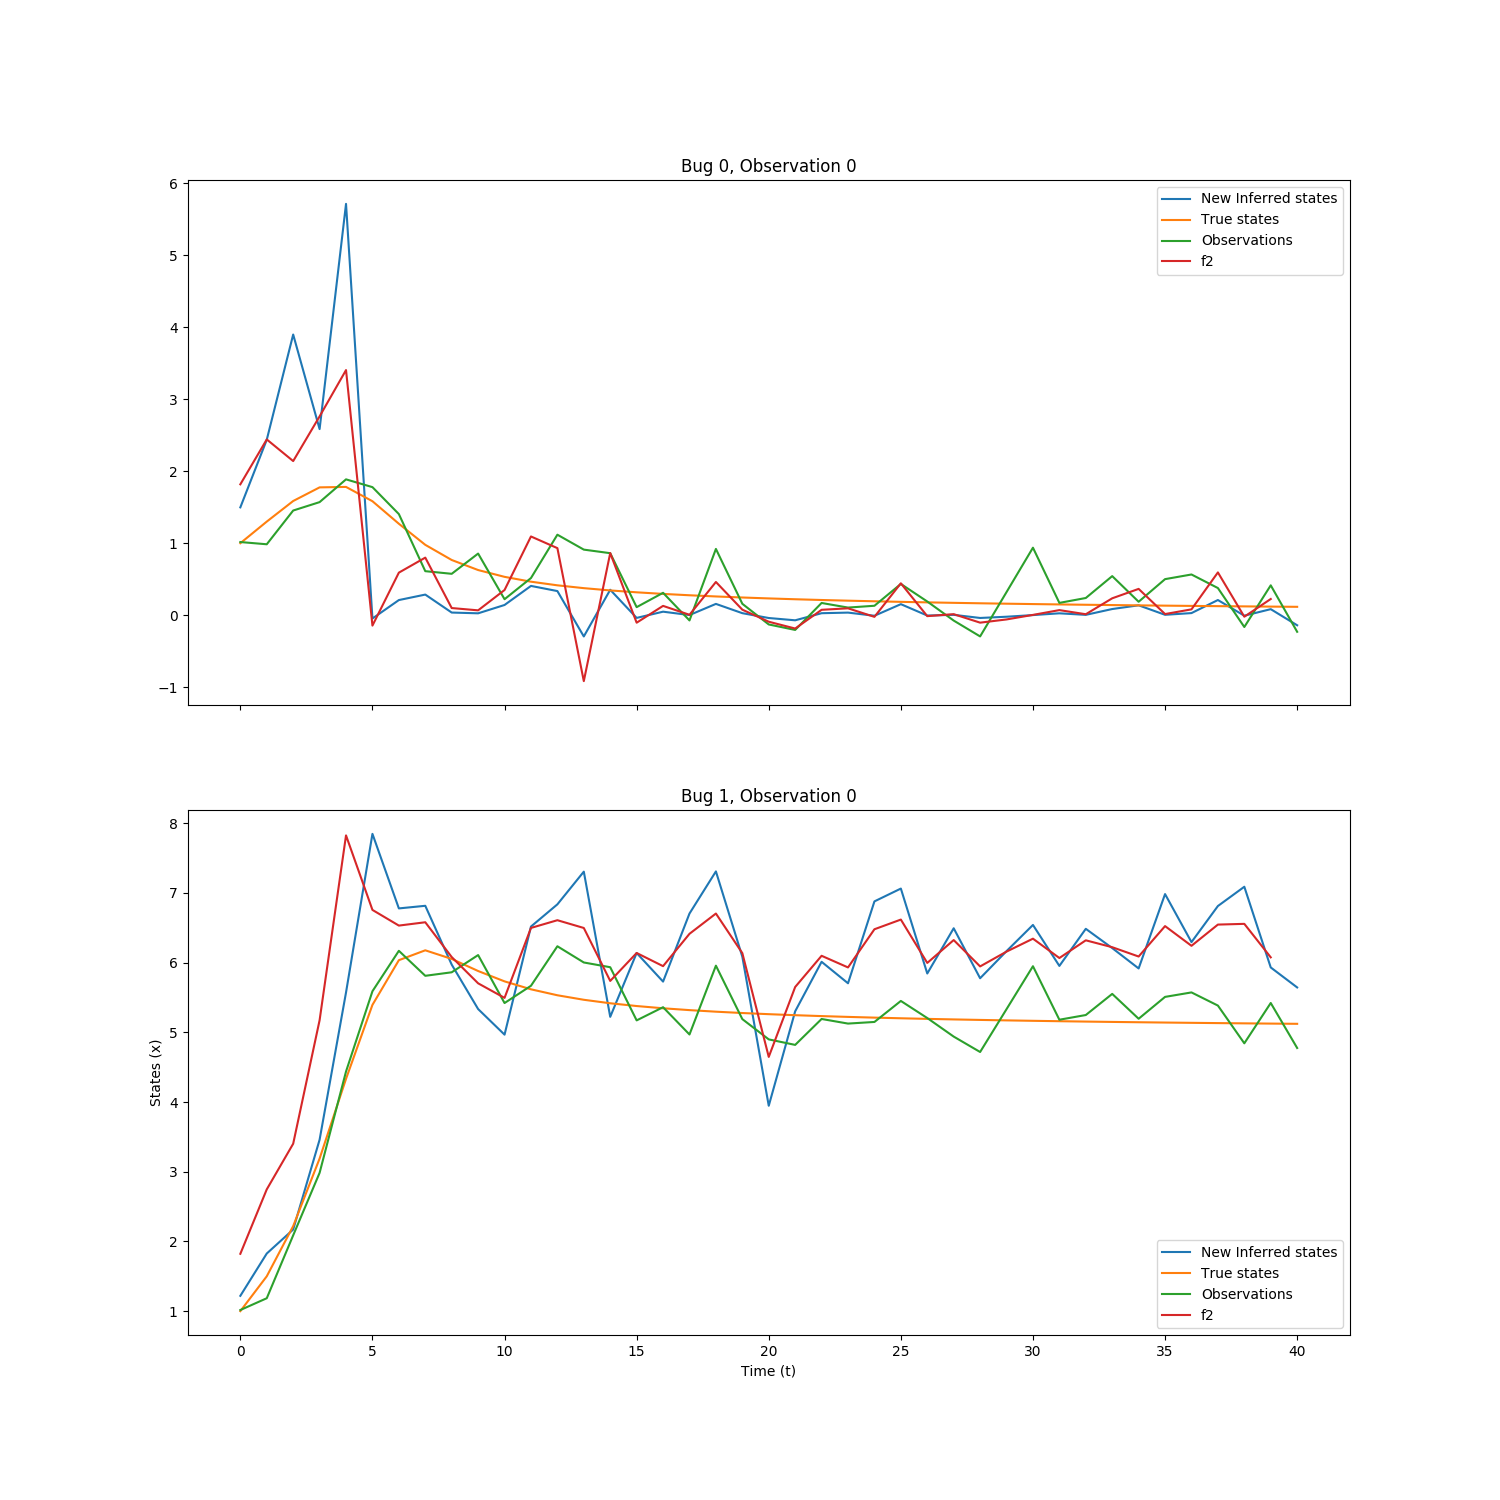 Bug 0, Observation 0
6
5
4
3
2
1
0
−1
New Inferred states
True states
Observations
f2
Bug 1, Observation 0
8
7
6
5
4
3
2
1
States (x)
New Inferred states
True states
Observations
f2
0 5 10 15 20 25 30 35 40
Time (t)